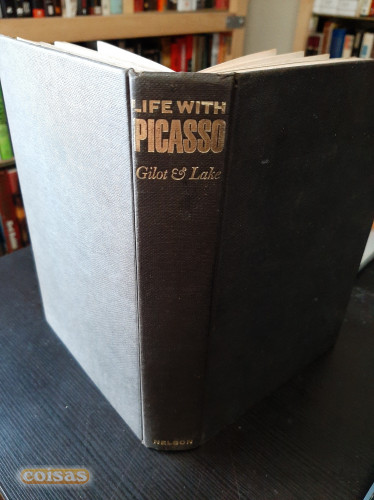 LIFE WITH
PICASSO
Gilot & Lake
NELSON
coisas